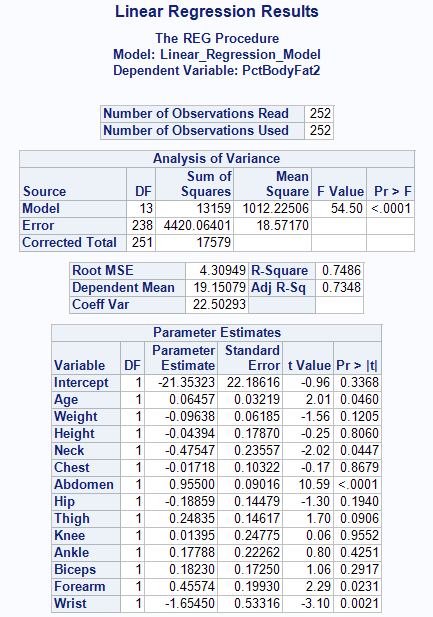 Linear Regression Results
The REG Procedure
Model: Linear_Regression_Model
Dependent Variable: PctBodyFat2
Number of Observations Read 252
Number of Observations Used 252
Analysis of Variance
Source DF Sum of Squares Mean Square F Value Pr > F
Model 13 13159 1012.22506 54.50 <.0001
Error 238 4420.06401 18.57170
Corrected Total 251 17579
Root MSE 4.30949 R-Square 0.7486
Dependent Mean 19.15079 Adj R-Sq 0.7348
Coeff Var 22.50293
Parameter Estimates
Variable DF Parameter Estimate Standard Error t Value Pr > |t|
Intercept 1 -21.35323 22.18616 -0.96 0.3368
Age 1 0.06457 0.03219 2.01 0.0460
Weight 1 -0.09638 0.06185 -1.56 0.1205
Height 1 -0.04394 0.17870 -0.25 0.8060
Neck 1 -0.47547 0.23557 -2.02 0.0447
Chest 1 -0.01718 0.10322 -0.17 0.8679
Abdomen 1 0.95500 0.09016 10.59 <.0001
Hip 1 -0.18859 0.14479 -1.30 0.1940
Thigh 1 0.24835 0.14617 1.70 0.0906
Knee 1 0.01395 0.24775 0.06 0.9552
Ankle 1 0.17788 0.22262 0.80 0.4251
Biceps 1 0.18230 0.17250 1.06 0.2917
Forearm 1 0.45574 0.19930 2.29 0.0231
Wrist 1 -1.65450 0.53316 -3.10 0.0021